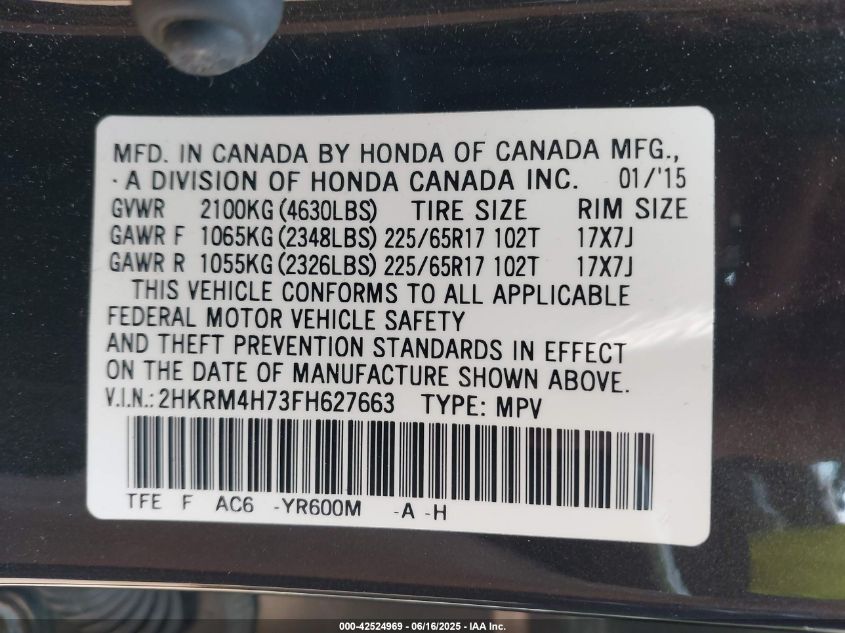 MFD. IN CANADA BY HONDA OF CANADA MFG.,
A DIVISION OF HONDA CANADA INC. 01/'15
GVWR 2100KG (4630LBS) TIRE SIZE RIM SIZE
GAWR F 1065KG (2348LBS) 225/65R17 102T 17X7J
GAWR R 1055KG (2326LBS) 225/65R17 102T 17X7J
THIS VEHICLE CONFORMS TO ALL APPLICABLE
FEDERAL MOTOR VEHICLE SAFETY
AND THEFT PREVENTION STANDARDS IN EFFECT
ON THE DATE OF MANUFACTURE SHOWN ABOVE.
V.I.N.: 2HKRM4H73FH627663 TYPE: MPV
TFE F AC6 -YR600M -A -H
000-42524969 - 06/16/2025 - IAA Inc.